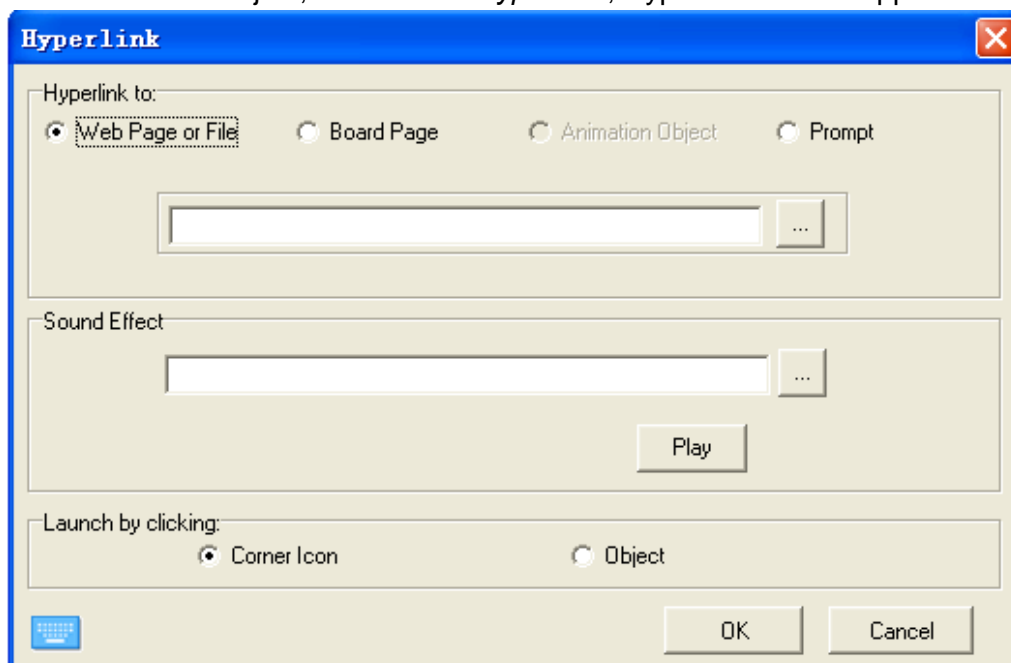 Hyperlink
Hyperlink to:
Web Page or File Board Page Animation Object Prompt
...
Sound Effect
...
Play
Launch by clicking:
Corner Icon Object
OK Cancel